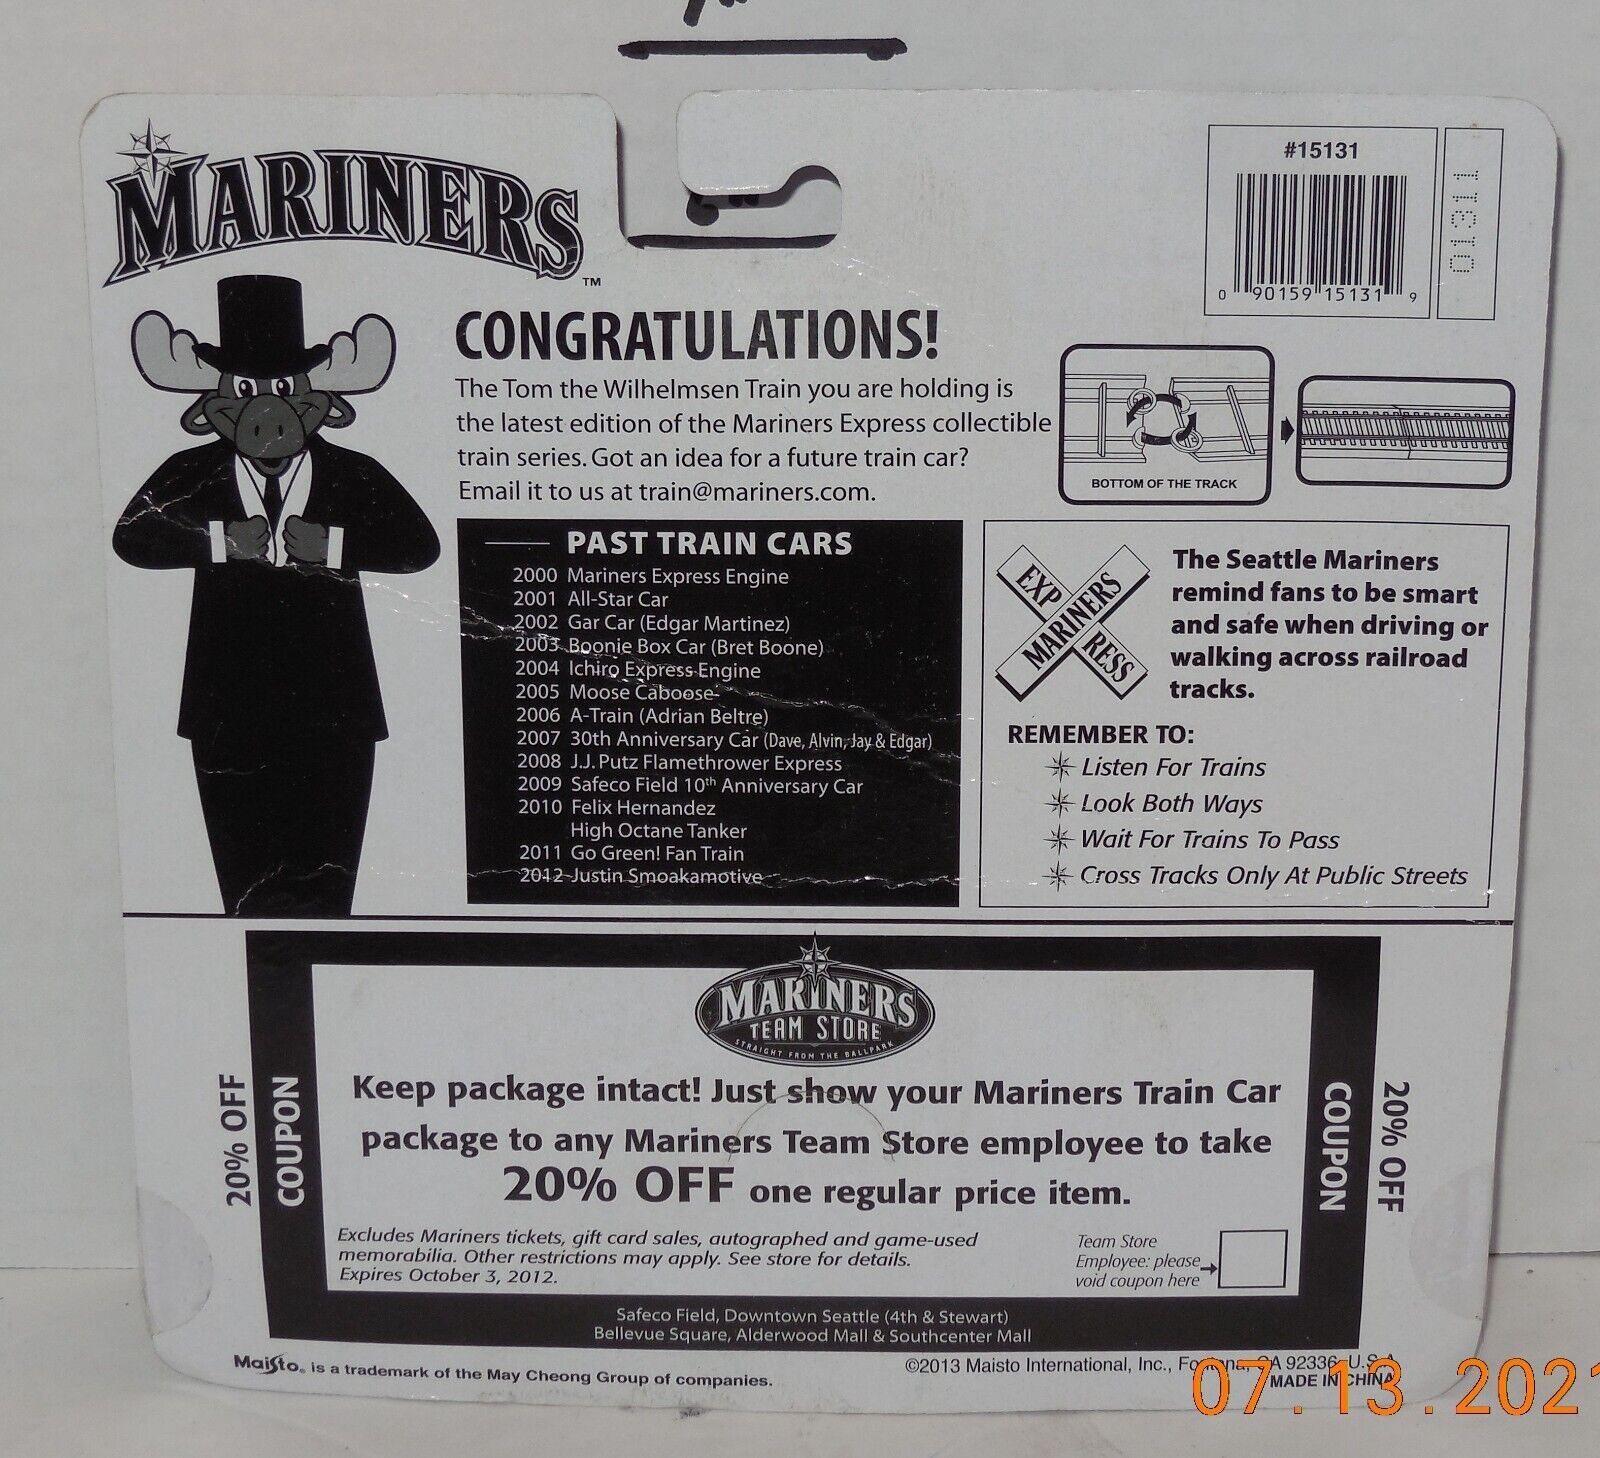 MARINERS
TM
#15131
0 90159 15131 9
11310
CONGRATULATIONS!
The Tom the Wilhelmsen Train you are holding is
the latest edition of the Mariners Express collectible
train series. Got an idea for a future train car?
Email it to us at train@mariners.com.
BOTTOM OF THE TRACK
PAST TRAIN CARS
2000 Mariners Express Engine
2001 All-Star Car
2002 Gar Car (Edgar Martinez)
2003 Boonie Box Car (Bret Boone)
2004 Ichiro Express Engine
2005 Moose Caboose
2006 A-Train (Adrian Beltre)
2007 30th Anniversary Car (Dave, Alvin, Jay & Edgar)
2008 J.J. Putz Flamethrower Express
2009 Safeco Field 10th Anniversary Car
2010 Felix Hernandez
High Octane Tanker
2011 Go Green! Fan Train
2012 Justin Smoakamotive
MARINERS
EXP RESS
The Seattle Mariners
remind fans to be smart
and safe when driving or
walking across railroad
tracks.
REMEMBER TO:
Listen For Trains
Look Both Ways
Wait For Trains To Pass
Cross Tracks Only At Public Streets
MARINERS
TEAM STORE
STRAIGHT FROM THE BALLPARK
20% OFF
COUPON
Keep package intact! Just show your Mariners Train Car
package to any Mariners Team Store employee to take
20% OFF one regular price item.
Excludes Mariners tickets, gift card sales, autographed and game-used
memorabilia. Other restrictions may apply. See store for details.
Expires October 3, 2012.
Team Store
Employee: please
void coupon here
COUPON
20% OFF
Safeco Field, Downtown Seattle (4th & Stewart)
Bellevue Square, Alderwood Mall & Southcenter Mall
Maisto® is a trademark of the May Cheong Group of companies.
©2013 Maisto International, Inc., Fontana, CA 92336, U.S.A.
MADE IN CHINA
07.13.2021